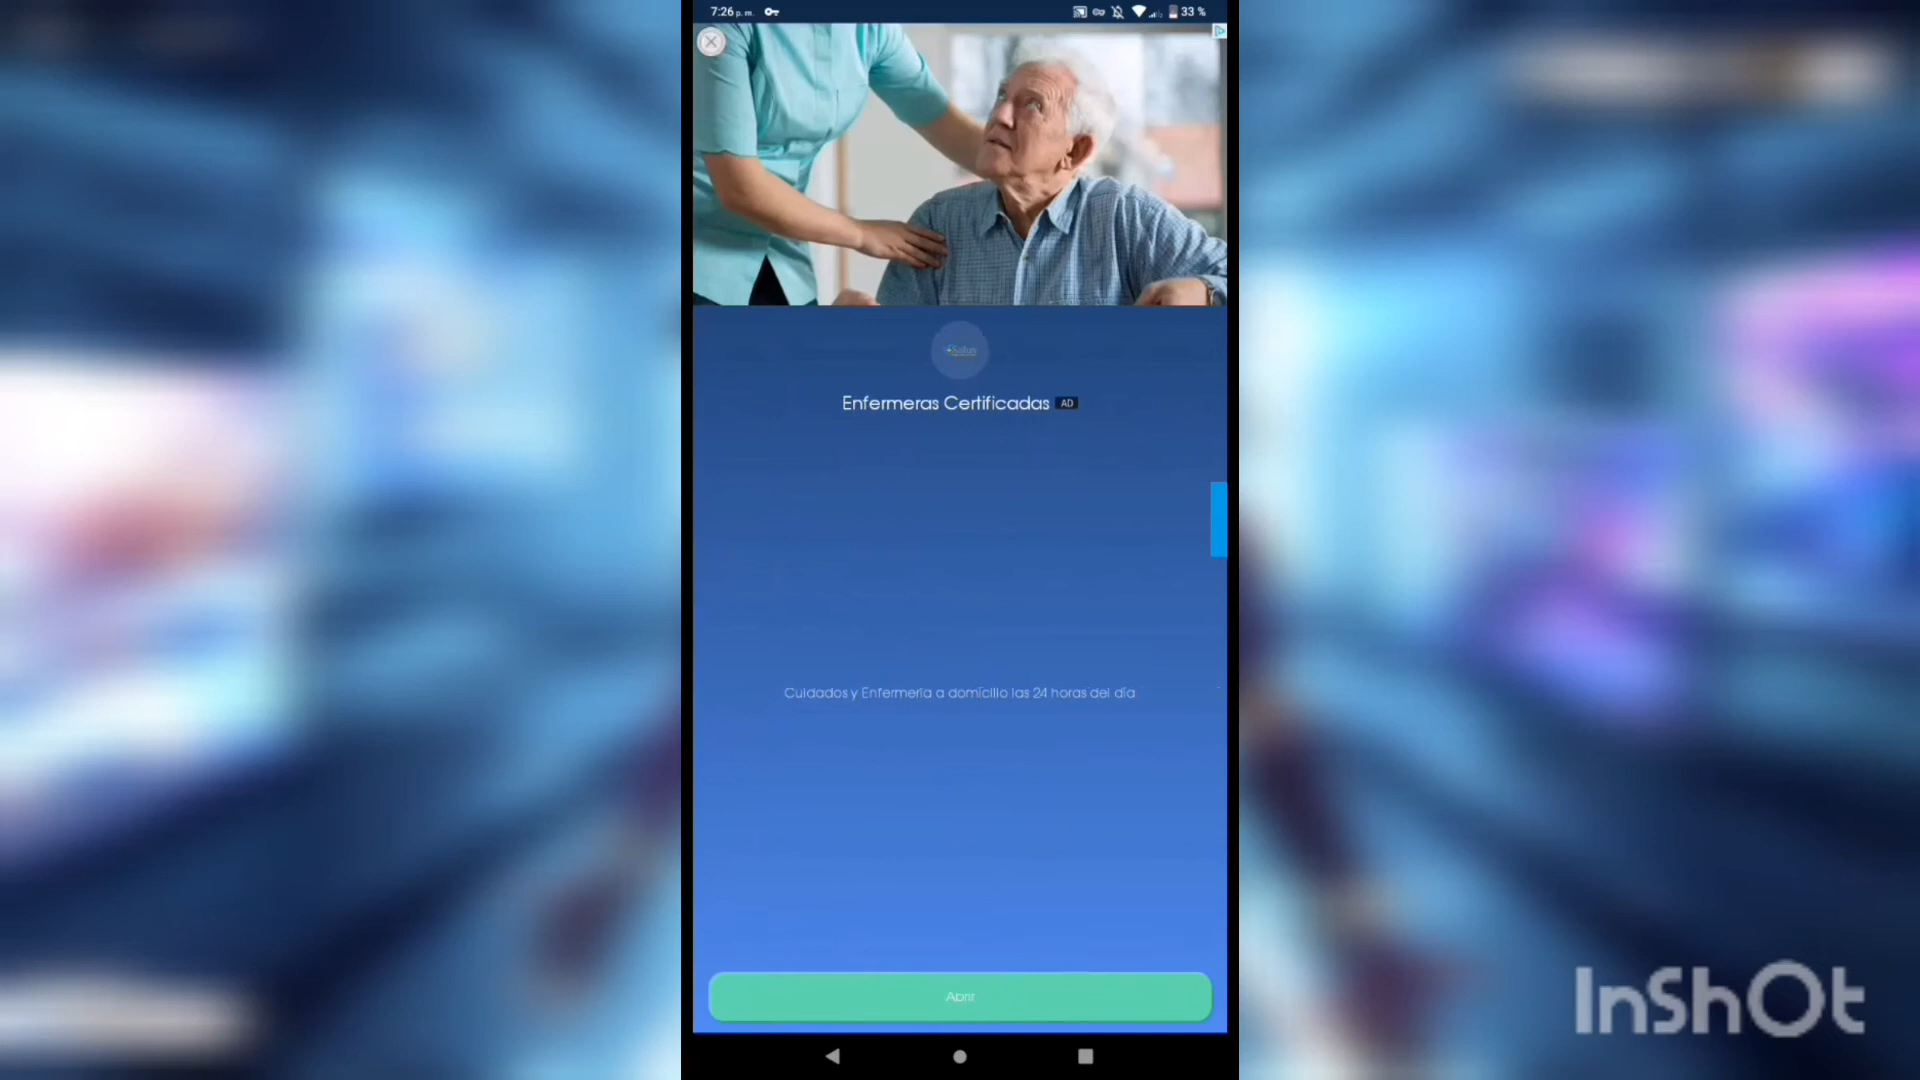 7:26 p. m.
33 %
Enfermeras Certificadas AD
Cuidados y Enfermería a domicilio las 24 horas del día
Abrir
InShOt